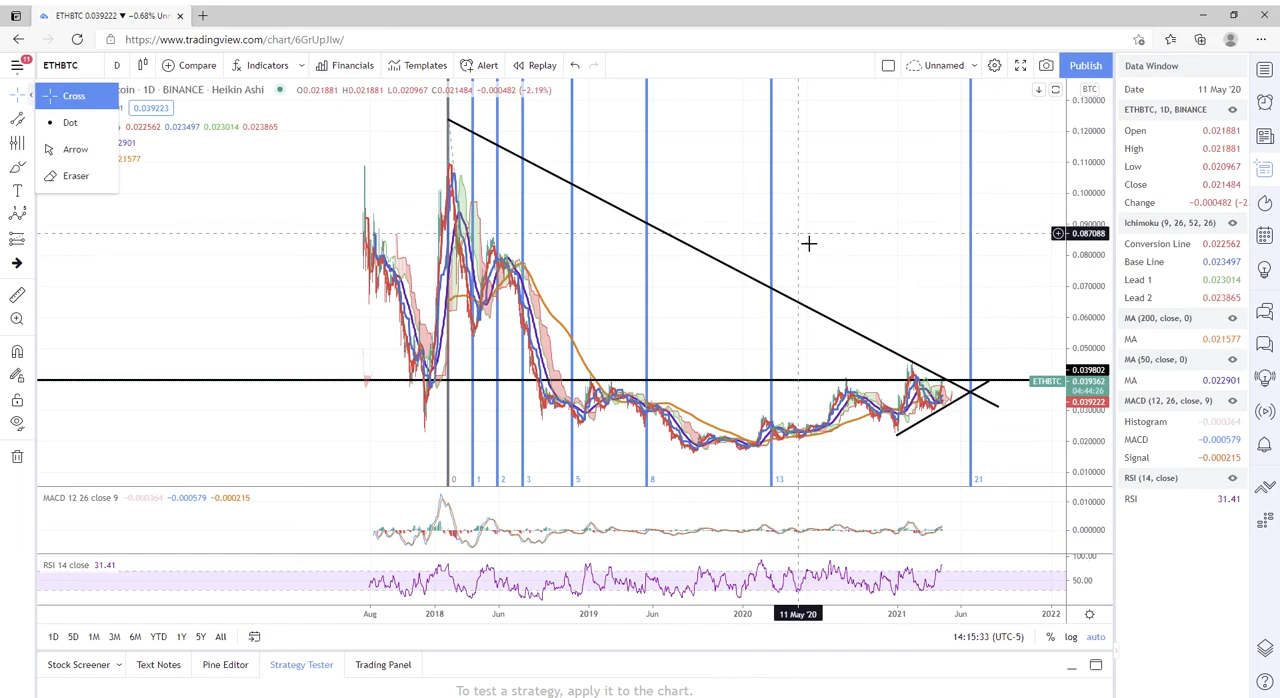 ETHBTC 0.039222 ▼ −0.68% Unn
https://www.tradingview.com/chart/6GrUpJIw/
11
ETHBTC D Compare Indicators Financials Templates Alert Replay Unnamed Publish
Cross
Dot
Arrow
Eraser
coin · 1D · BINANCE · Heikin Ashi O0.021881 H0.021881 L0.020967 C0.021484 −0.000482 (−2.19%)
0.039223
0.022562 0.023497 0.023014 0.023865
BTC
0.130000
0.120000
0.110000
0.100000
0.090000
0.087088
0.080000
0.070000
0.060000
0.050000
0.039802
ETHBTC 0.039362
04:44:26
0.039222
0.030000
0.020000
0.010000
0 1 2 3 5 8 13 21
MACD 12 26 close 9 −0.000364 −0.000579 −0.000215
0.010000
0.000000
RSI 14 close 31.41
100.00
50.00
Aug 2018 Jun 2019 Jun 2020 11 May '20 2021 Jun 2022
1D 5D 1M 3M 6M YTD 1Y 5Y All
14:15:33 (UTC-5) % log auto
Stock Screener Text Notes Pine Editor Strategy Tester Trading Panel
To test a strategy, apply it to the chart.
Data Window
Date 11 May '20
ETHBTC, 1D, BINANCE
Open 0.021881
High 0.021881
Low 0.020967
Close 0.021484
Change −0.000482 (−2.
Ichimoku (9, 26, 52, 26)
Conversion Line 0.022562
Base Line 0.023497
Lead 1 0.023014
Lead 2 0.023865
MA (200, close, 0)
MA 0.021577
MA (50, close, 0)
MA 0.022901
MACD (12, 26, close, 9)
Histogram −0.000364
MACD −0.000579
Signal −0.000215
RSI (14, close)
RSI 31.41